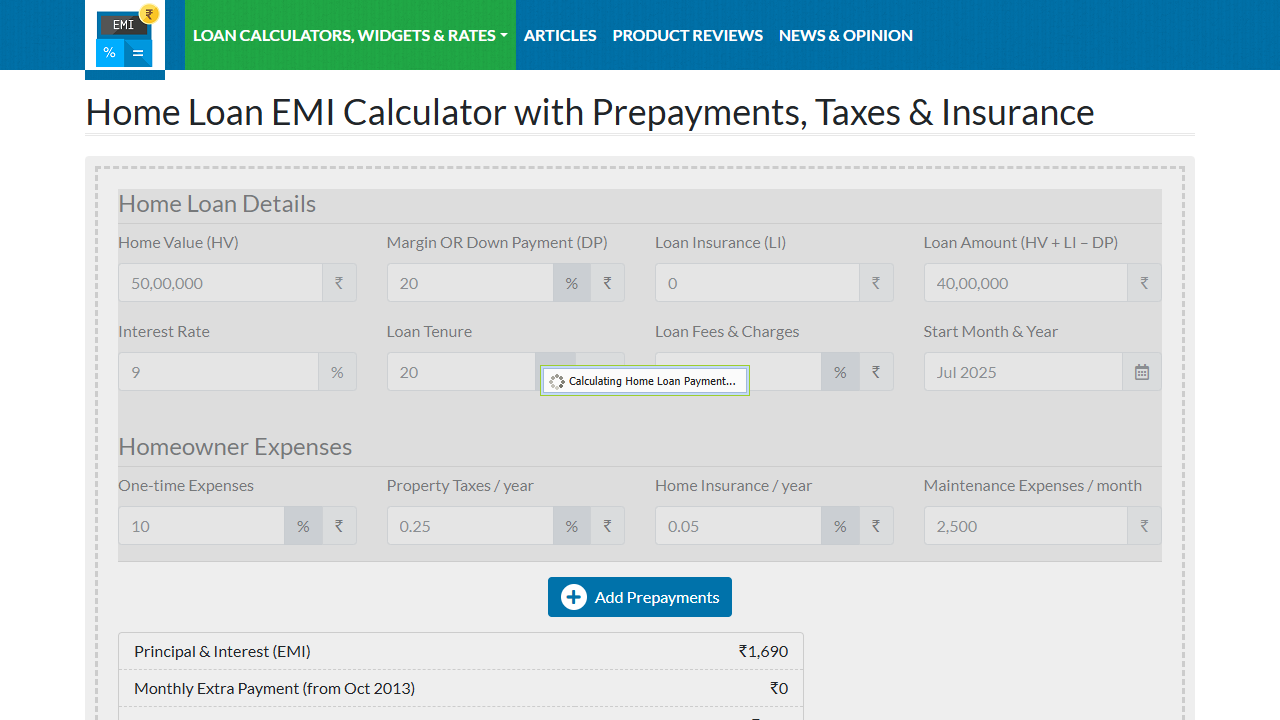 EMI ₹
% =
LOAN CALCULATORS, WIDGETS & RATES ARTICLES PRODUCT REVIEWS NEWS & OPINION
Home Loan EMI Calculator with Prepayments, Taxes & Insurance
Home Loan Details
Home Value (HV) Margin OR Down Payment (DP) Loan Insurance (LI) Loan Amount (HV + LI – DP)
50,00,000 ₹ 20 % ₹ 0 ₹ 40,00,000 ₹
Interest Rate Loan Tenure Loan Fees & Charges Start Month & Year
9 % 20 % ₹ Jul 2025
Calculating Home Loan Payment...
Homeowner Expenses
One-time Expenses Property Taxes / year Home Insurance / year Maintenance Expenses / month
10 % ₹ 0.25 % ₹ 0.05 % ₹ 2,500 ₹
Add Prepayments
Principal & Interest (EMI) ₹1,690
Monthly Extra Payment (from Oct 2013) ₹0